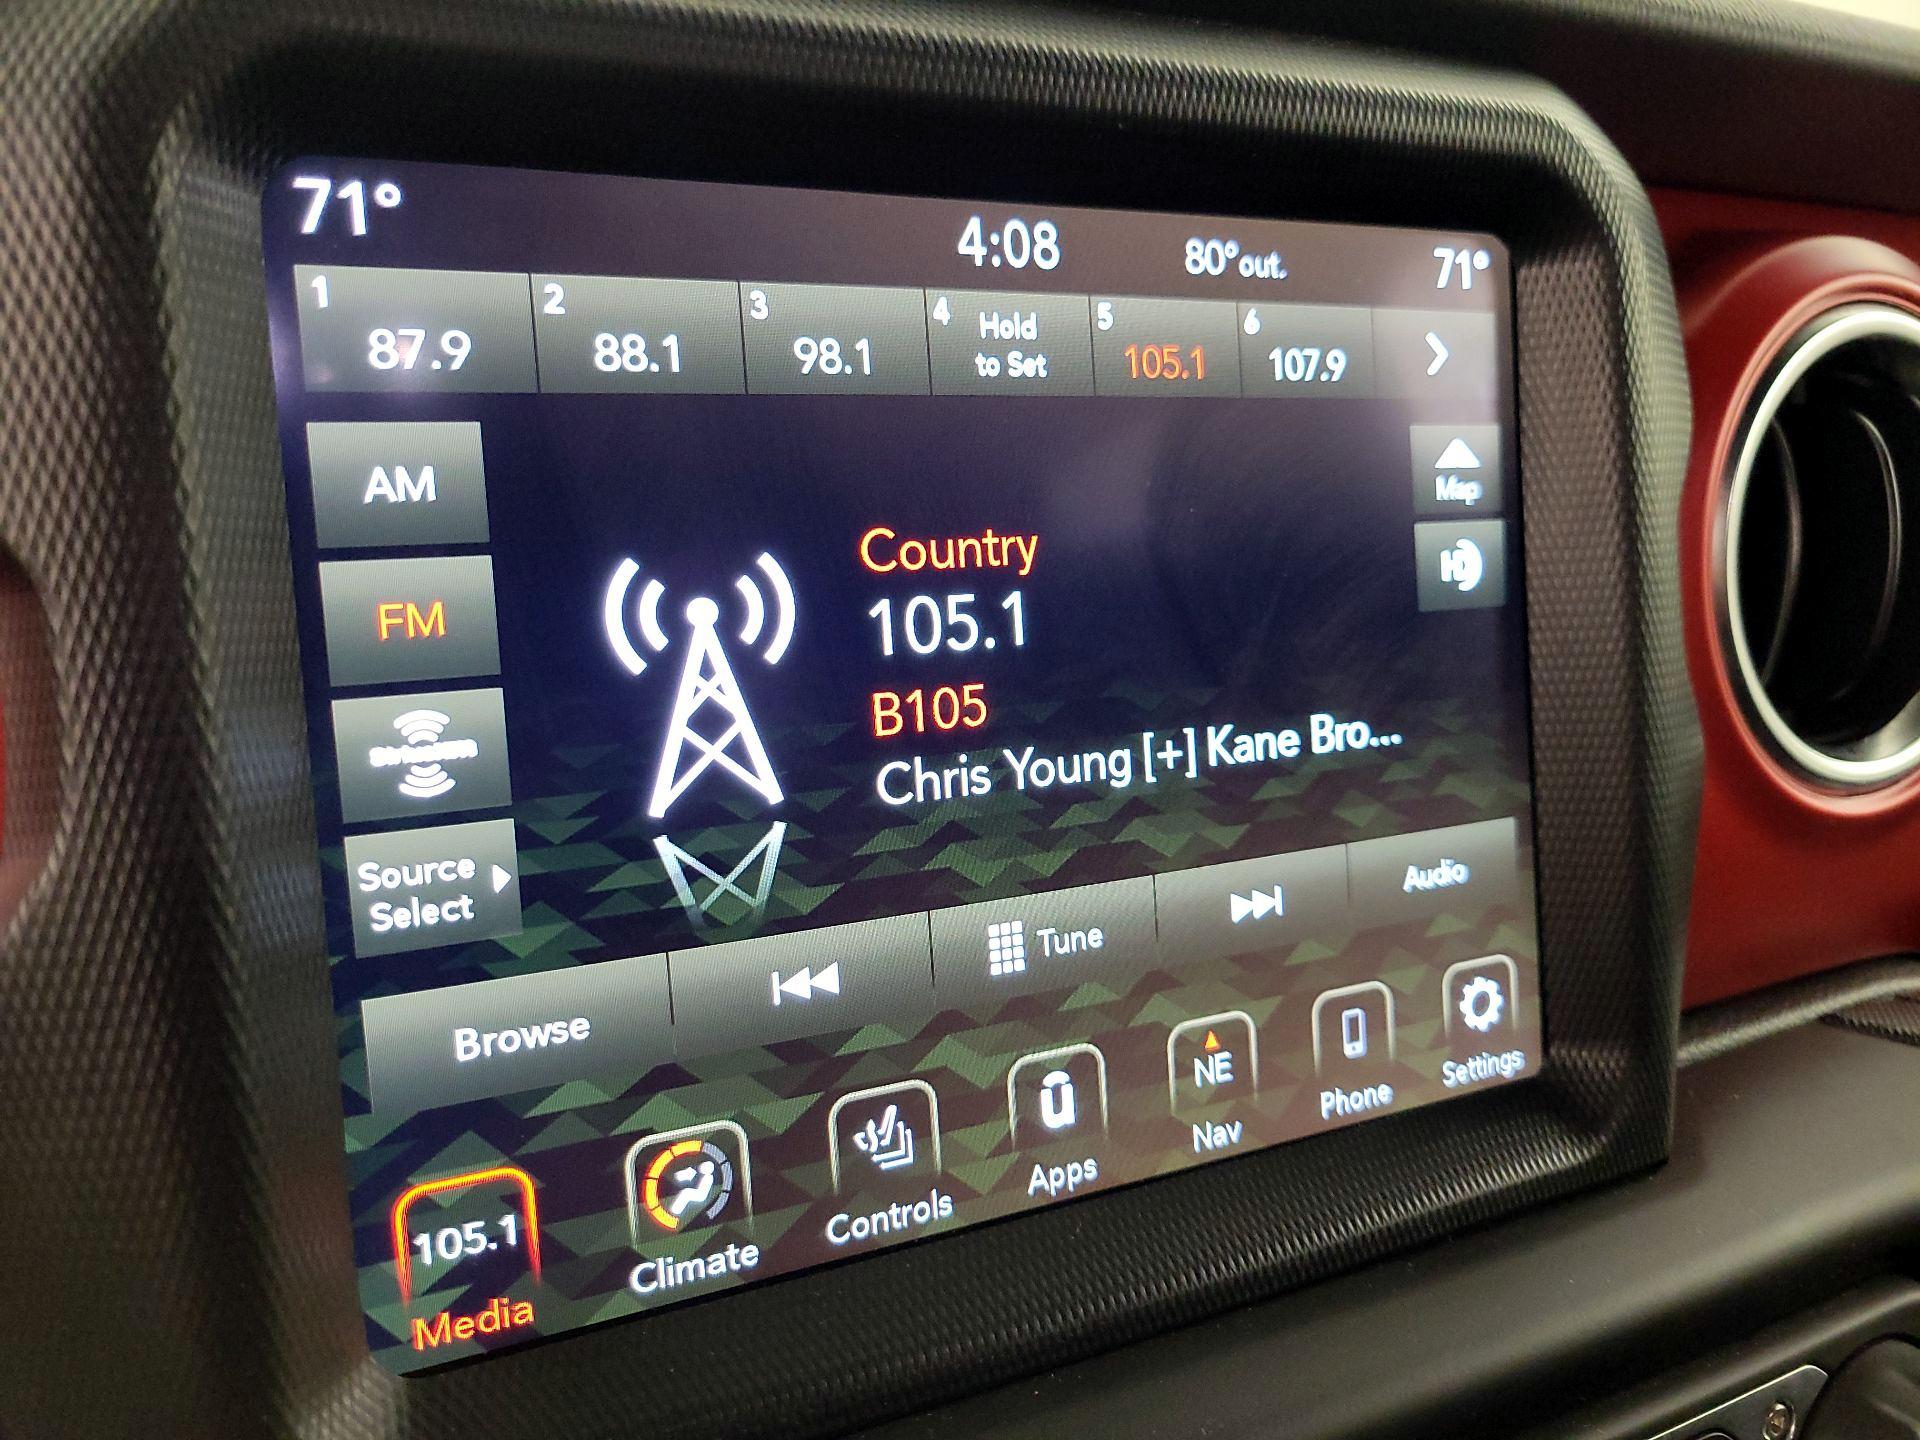 71°
4:08
80° out.
71°
1
87.9
2
88.1
3
98.1
4
Hold
to Set
5
105.1
6
107.9
AM
FM
SiriusXM
Source
Select
Country
105.1
B105
Chris Young [+] Kane Bro...
Map
HD
Browse
Tune
Audio
105.1
Media
Climate
Controls
Apps
NE
Nav
Phone
Settings